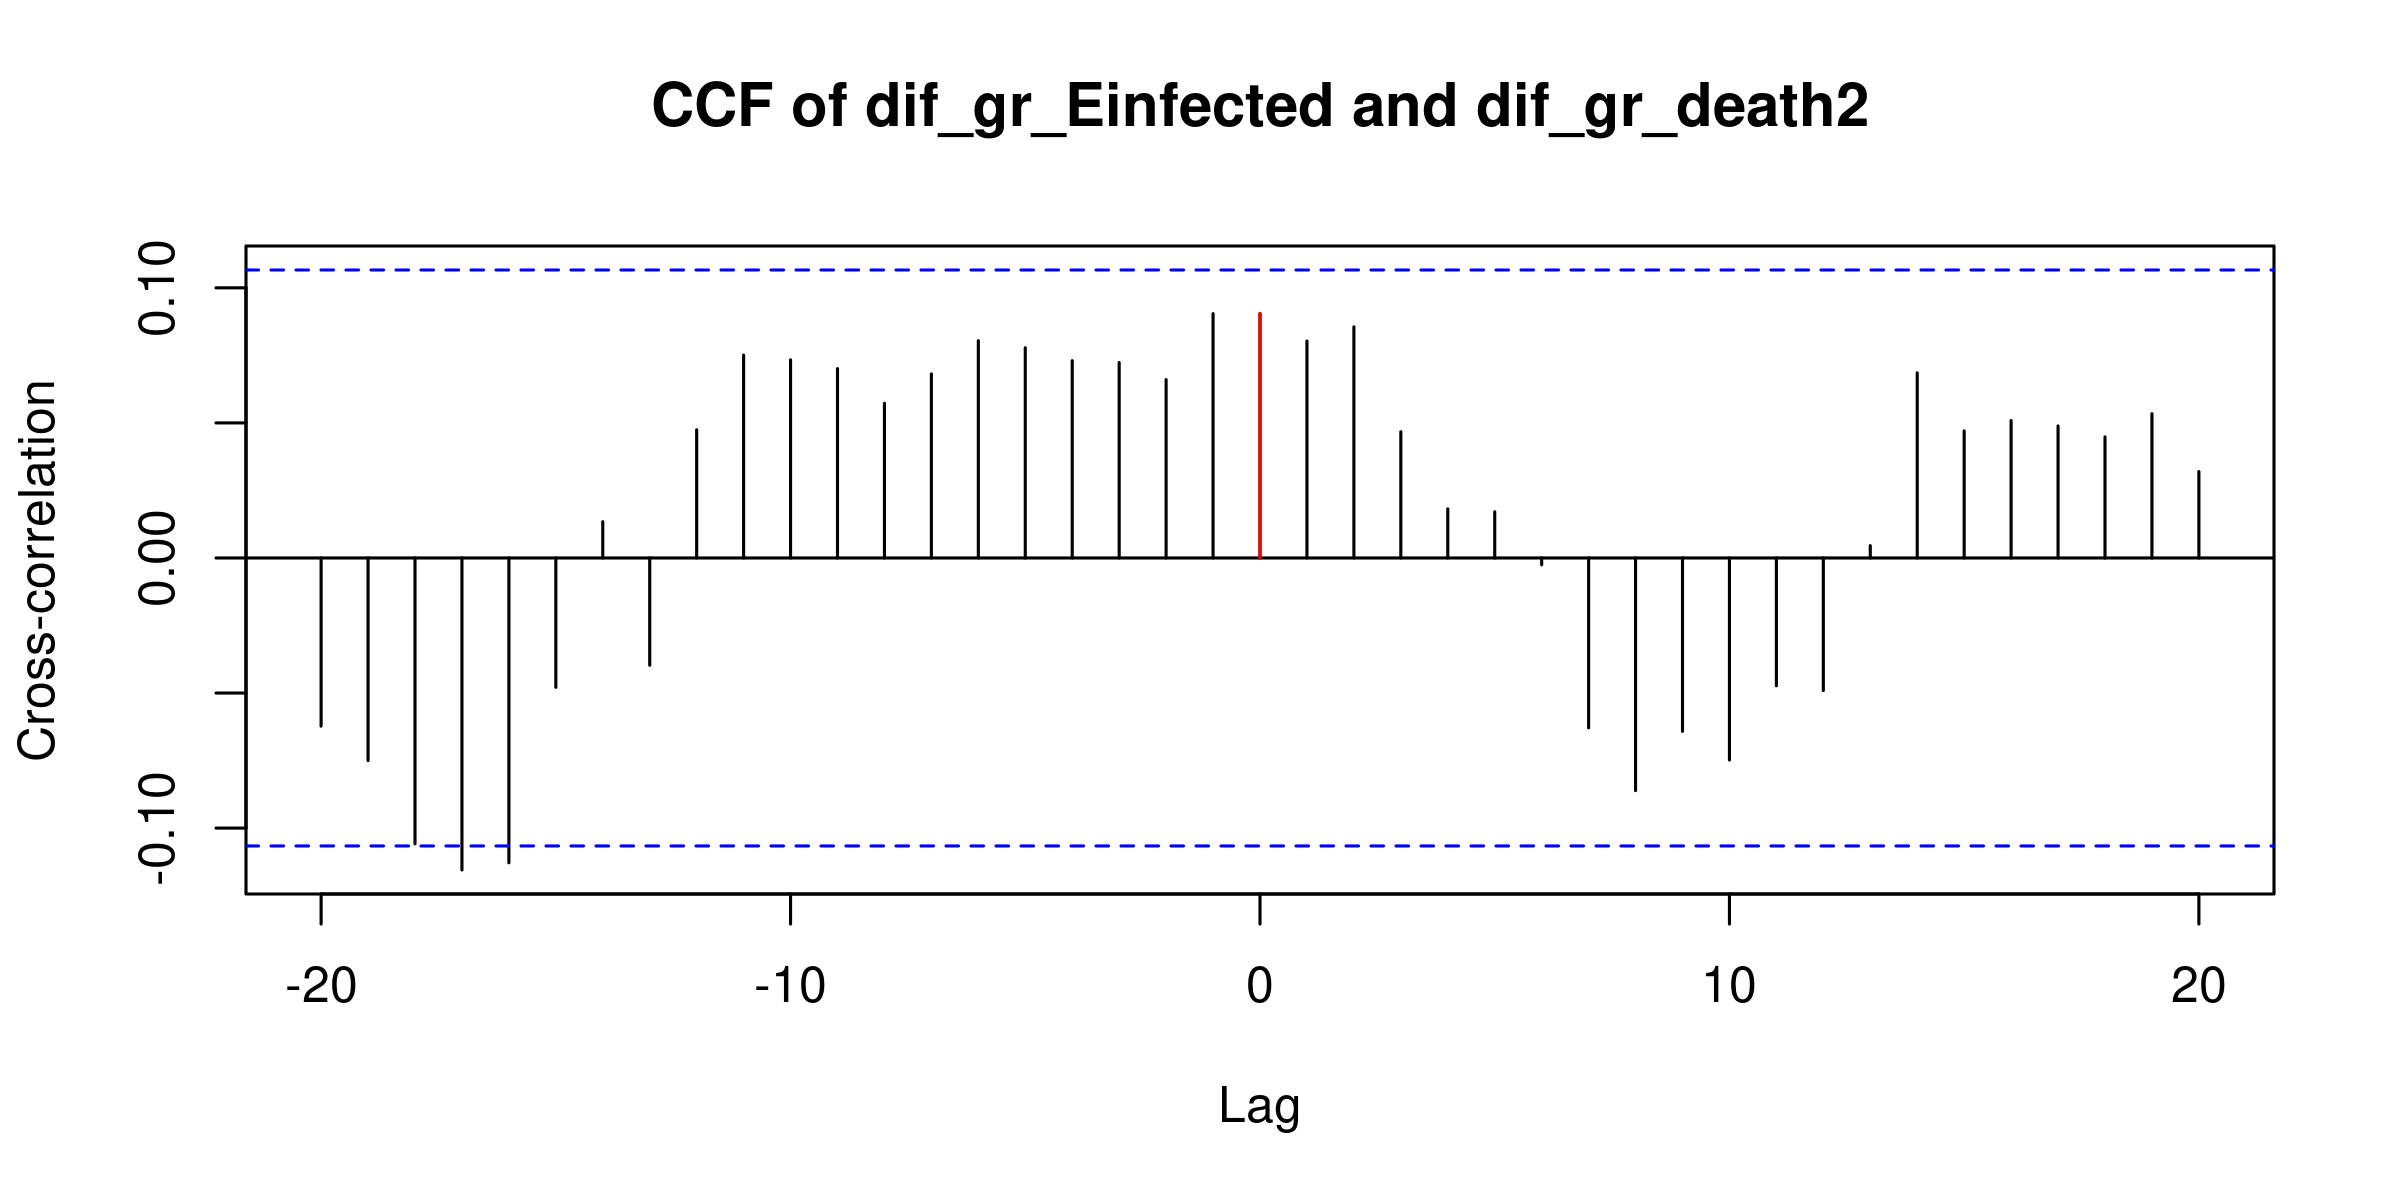 CCF of dif_gr_Einfected and dif_gr_death2
Cross-correlation
0.10
0.00
-0.10
-20 -10 0 10 20
Lag